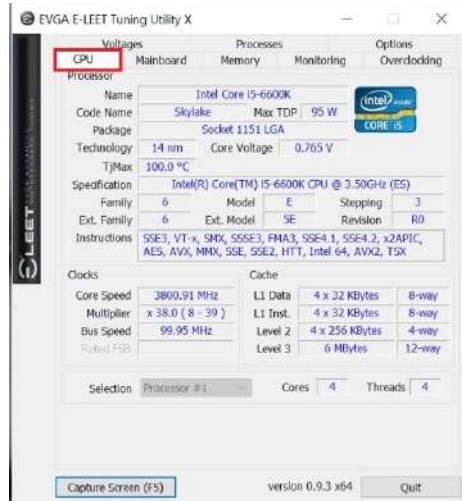 EVGA E-LEET Tuning Utility X
Voltages Processes Options
CPU Mainboard Memory Monitoring Overclocking
Processor
Name Intel Core i5-6600K
Code Name Skylake Max TDP 95 W
Package Socket 1151 LGA
Technology 14 nm Core Voltage 0.765 V
TjMax 100.0 °C
Specification Intel(R) Core(TM) i5-6600K CPU @ 3.50GHz (ES)
Family 6 Model E Stepping 3
Ext. Family 6 Ext. Model 5E Revision R0
Instructions SSE3, VT-x, SMX, SSSE3, FMA3, SSE4.1, SSE4.2, x2APIC,
AES, AVX, MMX, SSE, SSE2, HTT, Intel 64, AVX2, TSX
intel inside
CORE i5
Clocks Cache
Core Speed 3800.91 MHz L1 Data 4 x 32 KBytes 8-way
Multiplier x 38.0 ( 8 - 39 ) L1 Inst. 4 x 32 KBytes 8-way
Bus Speed 99.95 MHz Level 2 4 x 256 KBytes 4-way
Rated FSB Level 3 6 MBytes 12-way
Selection Processor #1 Cores 4 Threads 4
Capture Screen (F5) version 0.9.3 x64 Quit
LEET